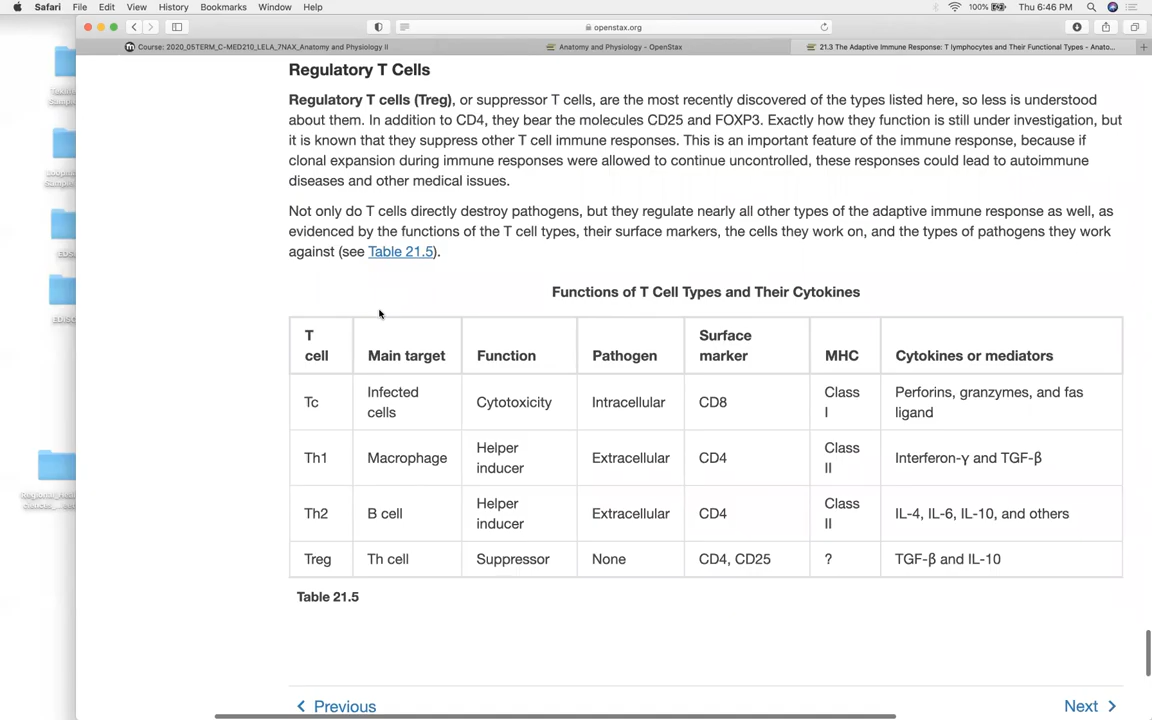 Safari File Edit View History Bookmarks Window Help 100% Thu 6:46 PM
openstax.org
Course: 2020_05TERM_C-MED210_LELA_7NAX_Anatomy and Physiology II
Anatomy and Physiology - OpenStax
21.3 The Adaptive Immune Response: T lymphocytes and Their Functional Types - Anato...
Regulatory T Cells
Regulatory T cells (Treg), or suppressor T cells, are the most recently discovered of the types listed here, so less is understood
about them. In addition to CD4, they bear the molecules CD25 and FOXP3. Exactly how they function is still under investigation, but
it is known that they suppress other T cell immune responses. This is an important feature of the immune response, because if
clonal expansion during immune responses were allowed to continue uncontrolled, these responses could lead to autoimmune
diseases and other medical issues.
Not only do T cells directly destroy pathogens, but they regulate nearly all other types of the adaptive immune response as well, as
evidenced by the functions of the T cell types, their surface markers, the cells they work on, and the types of pathogens they work
against (see Table 21.5).
Functions of T Cell Types and Their Cytokines
T cell Main target Function Pathogen Surface marker MHC Cytokines or mediators
Tc Infected cells Cytotoxicity Intracellular CD8 Class I Perforins, granzymes, and fas ligand
Th1 Macrophage Helper inducer Extracellular CD4 Class II Interferon-γ and TGF-β
Th2 B cell Helper inducer Extracellular CD4 Class II IL-4, IL-6, IL-10, and others
Treg Th cell Suppressor None CD4, CD25 ? TGF-β and IL-10
Table 21.5
Previous
Next